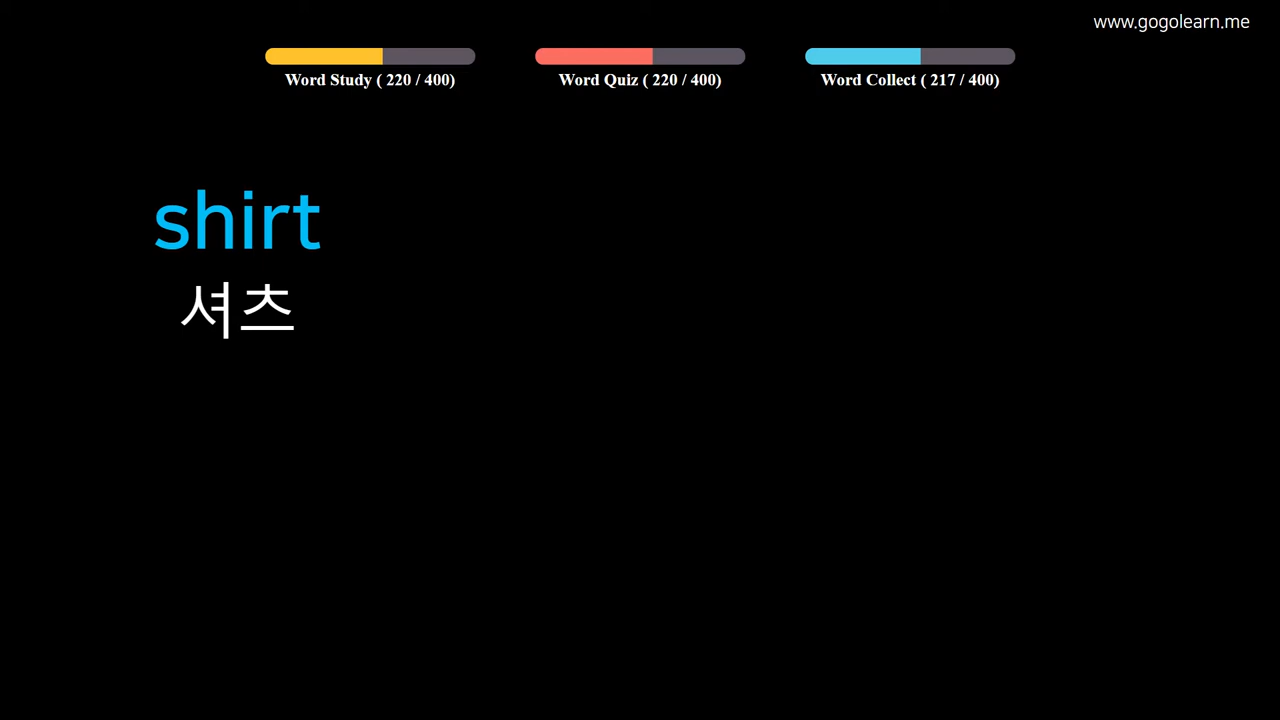 www.gogolearn.me
Word Study ( 220 / 400)
Word Quiz ( 220 / 400)
Word Collect ( 217 / 400)
shirt
셔츠